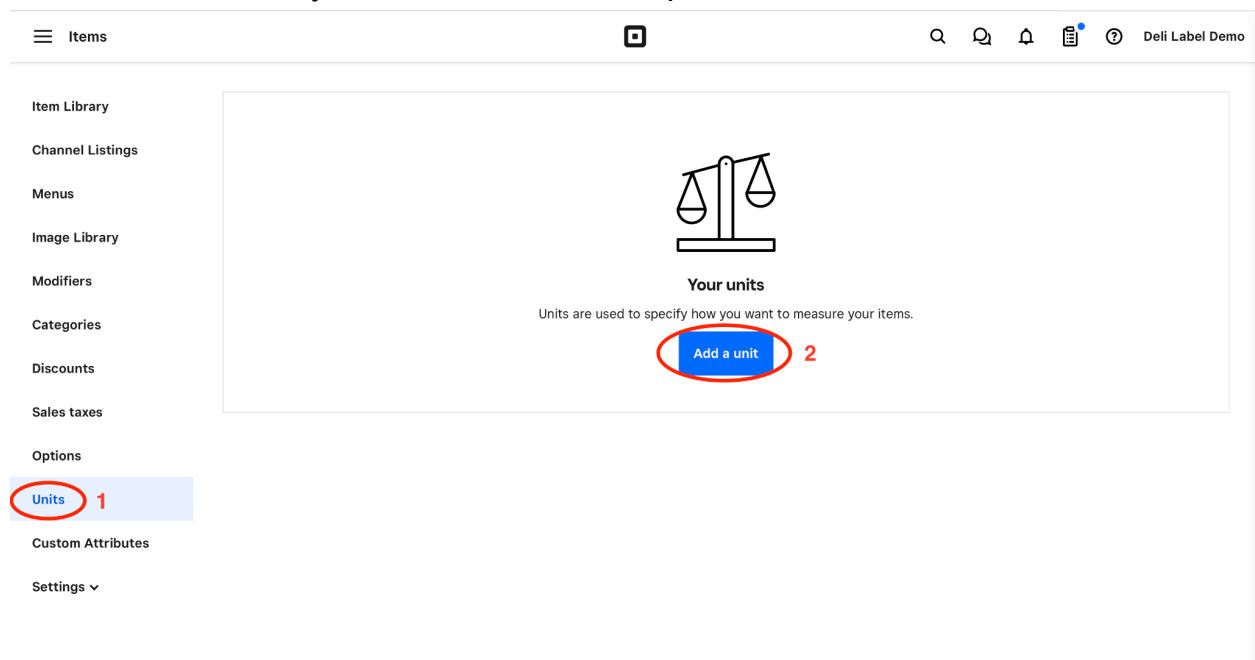 Items
Deli Label Demo
Item Library
Channel Listings
Menus
Image Library
Modifiers
Categories
Discounts
Sales taxes
Options
Units 1
Custom Attributes
Settings
Your units
Units are used to specify how you want to measure your items.
Add a unit 2